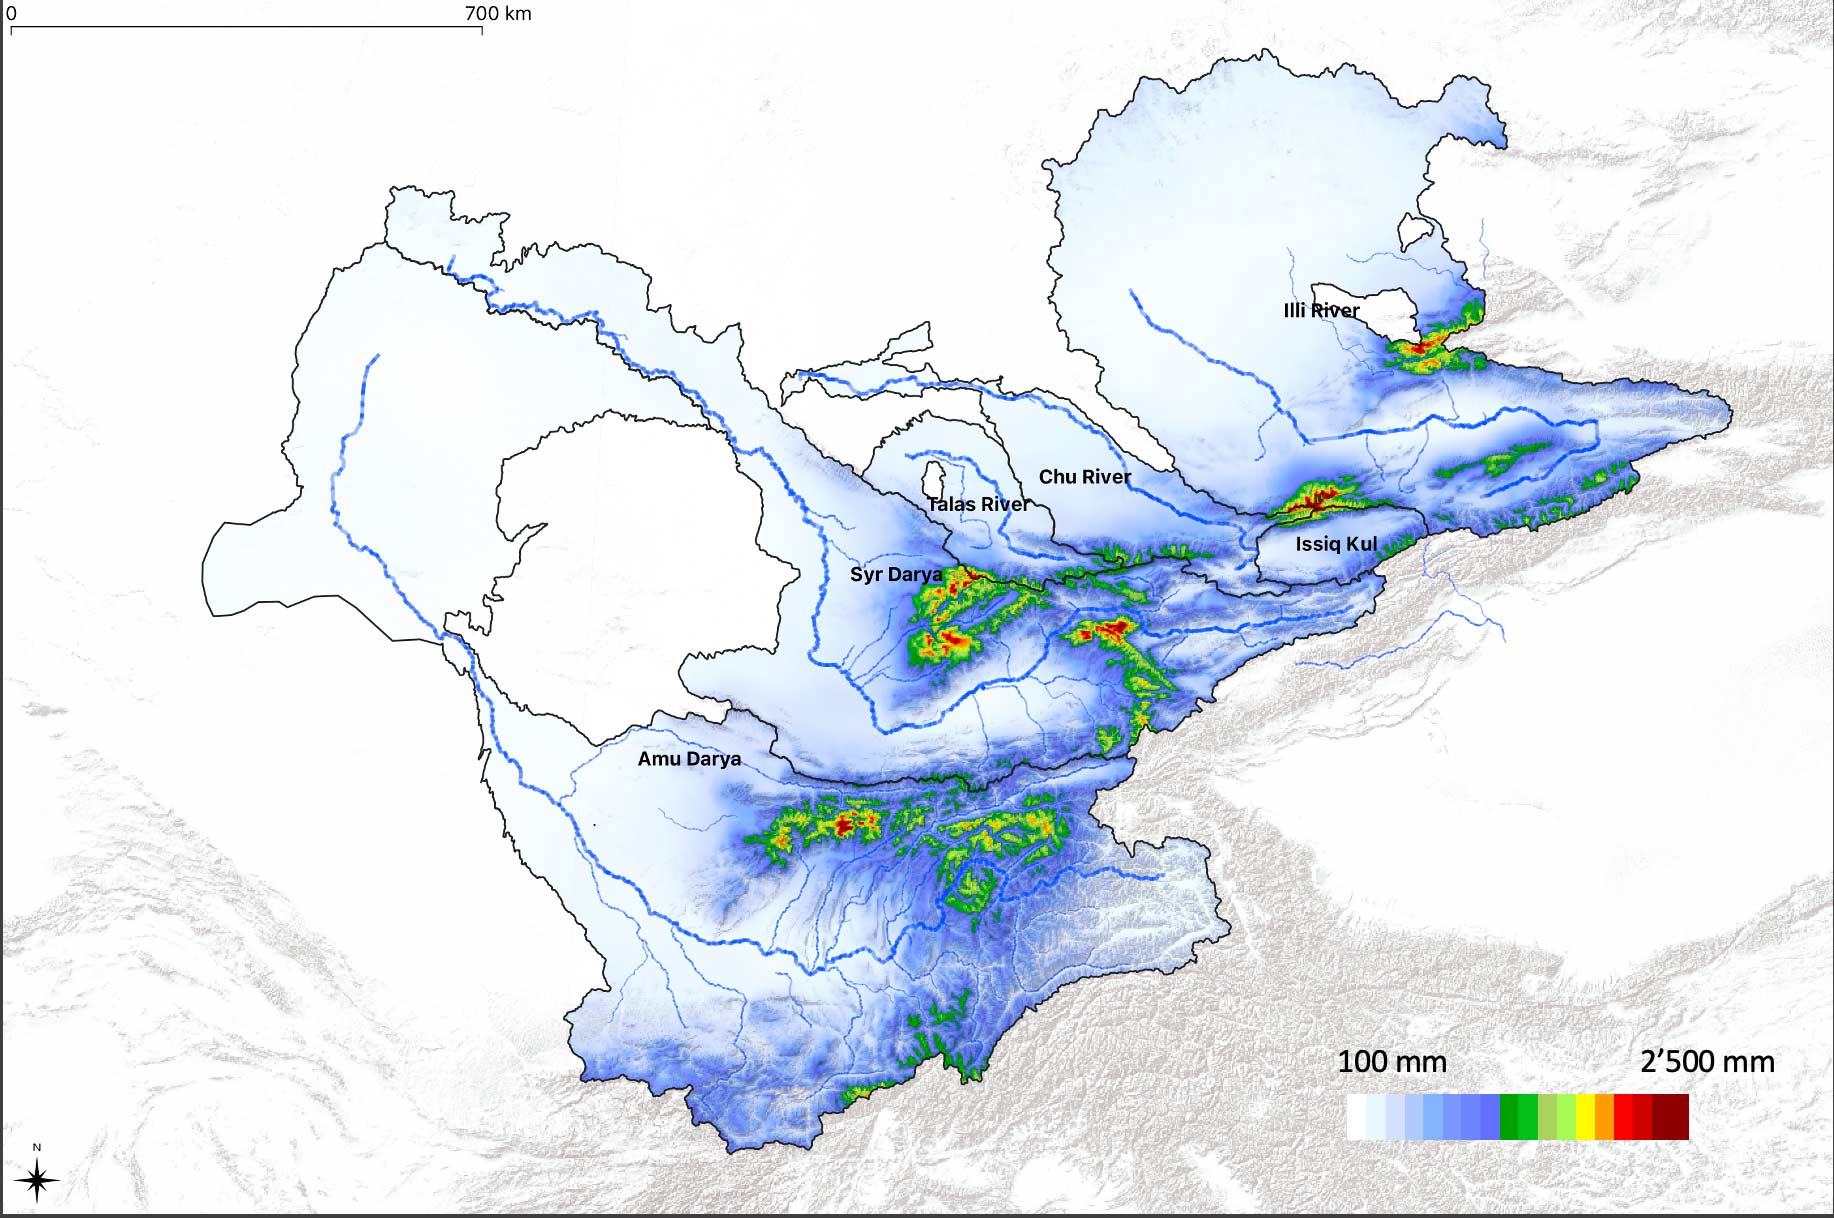 0 700 km
Illi River
Chu River
Talas River
Issiq Kul
Syr Darya
Amu Darya
100 mm 2’500 mm
N